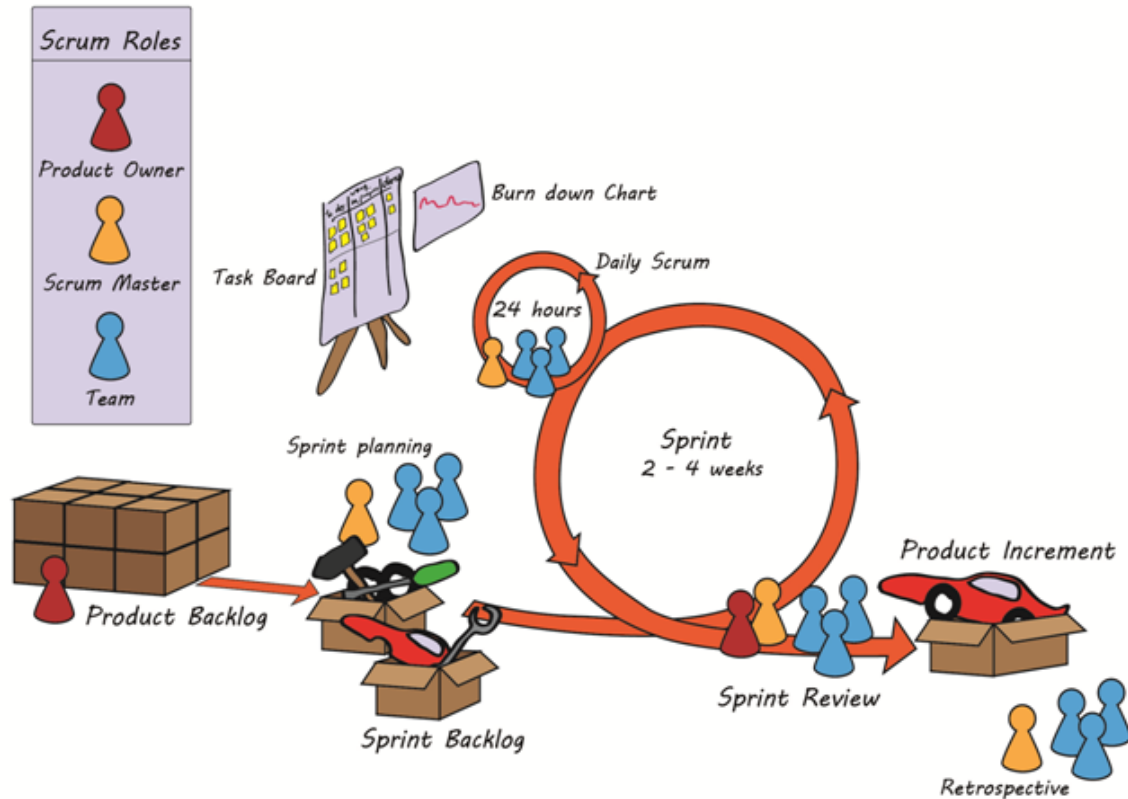 Scrum Roles
Product Owner
Scrum Master
Team
Burn down Chart
Task Board
Daily Scrum
24 hours
Sprint planning
Sprint
2 - 4 weeks
Product Backlog
Sprint Backlog
Sprint Review
Product Increment
Retrospective